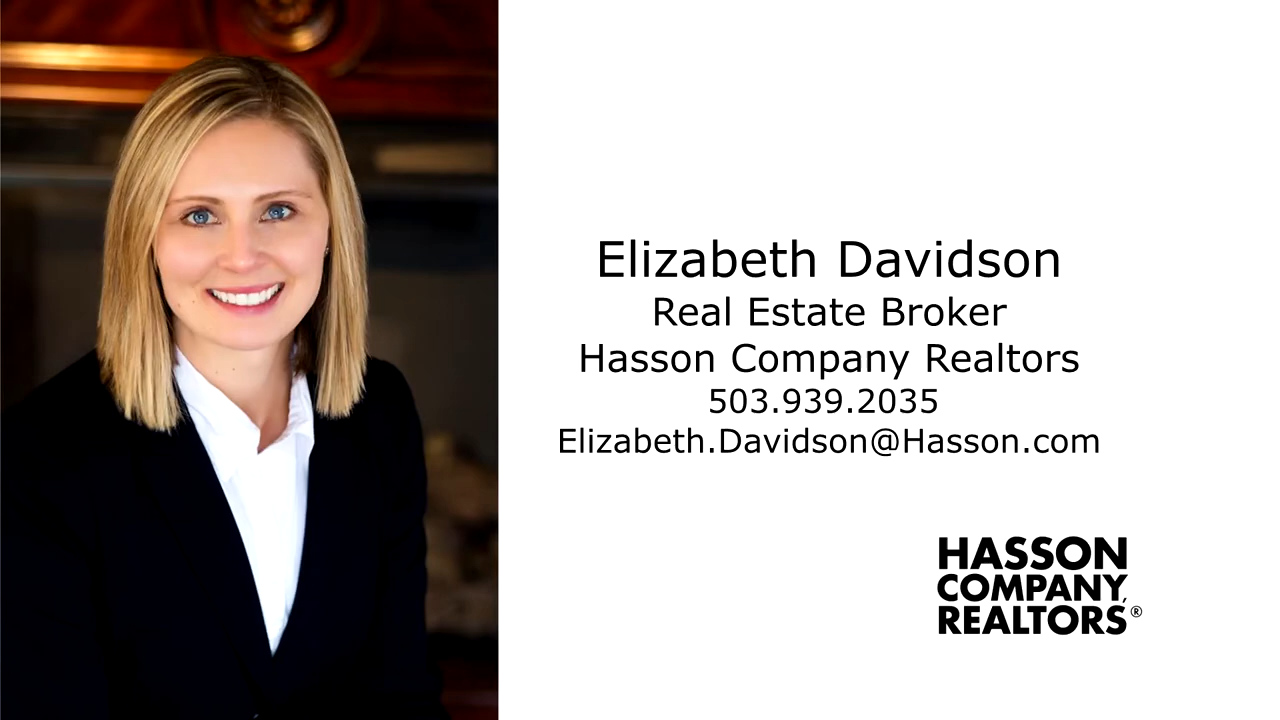 Elizabeth Davidson
Real Estate Broker
Hasson Company Realtors
503.939.2035
Elizabeth.Davidson@Hasson.com
HASSON
COMPANY,
REALTORS®